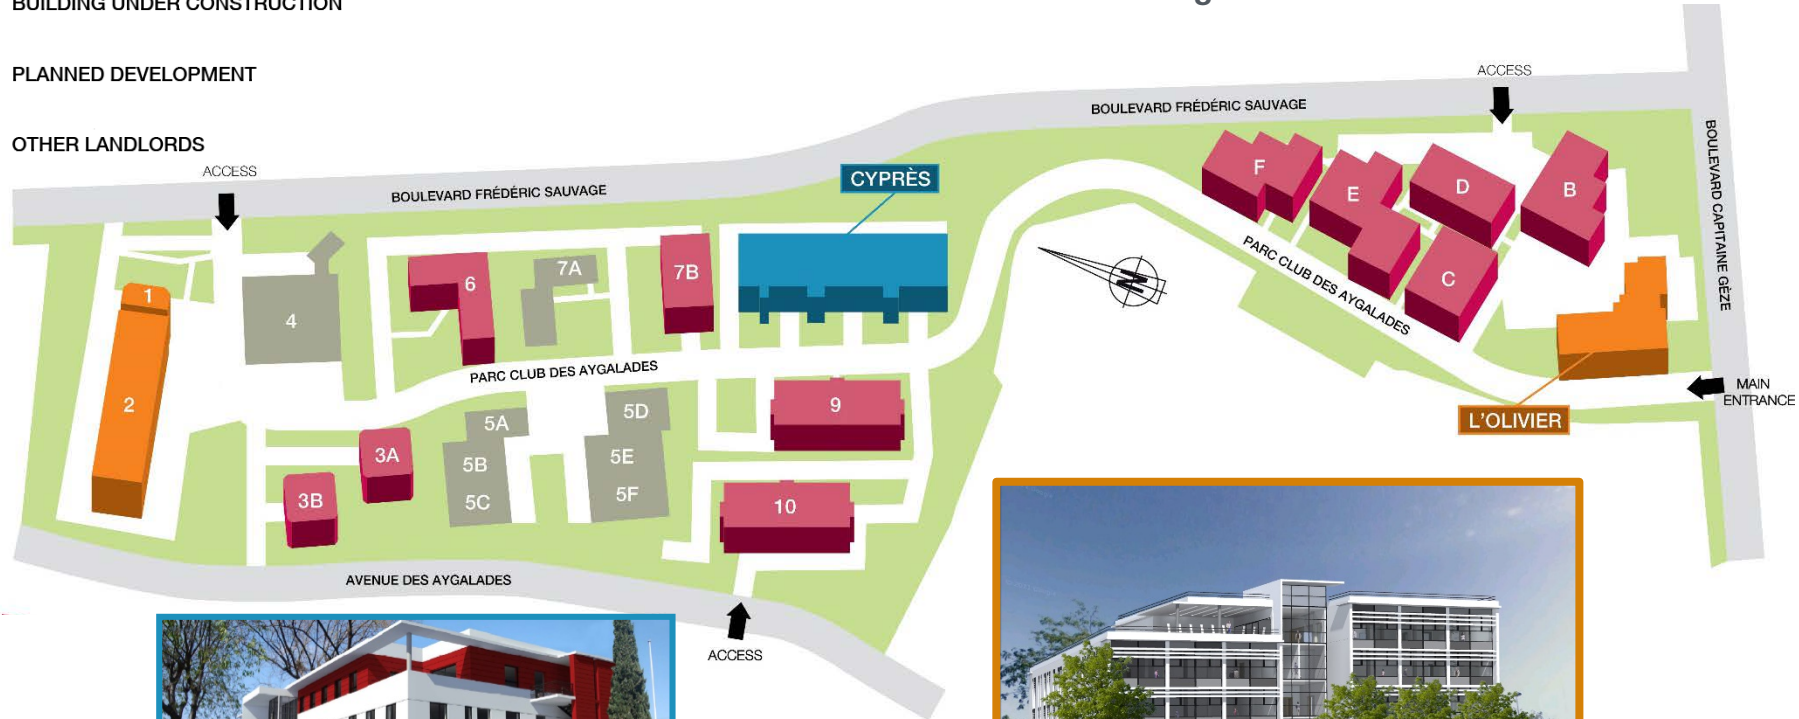 BUILDING UNDER CONSTRUCTION
PLANNED DEVELOPMENT
OTHER LANDLORDS
ACCESS
BOULEVARD FRÉDÉRIC SAUVAGE
CYPRÈS
BOULEVARD FRÉDÉRIC SAUVAGE
ACCESS
BOULEVARD CAPITAINE GÈZE
F
E
D
B
C
PARC CLUB DES AYGALADES
1
2
4
6
7A
7B
N
PARC CLUB DES AYGALADES
3A
3B
5A
5B
5C
5D
5E
5F
9
10
L'OLIVIER
MAIN
ENTRANCE
AVENUE DES AYGALADES
ACCESS